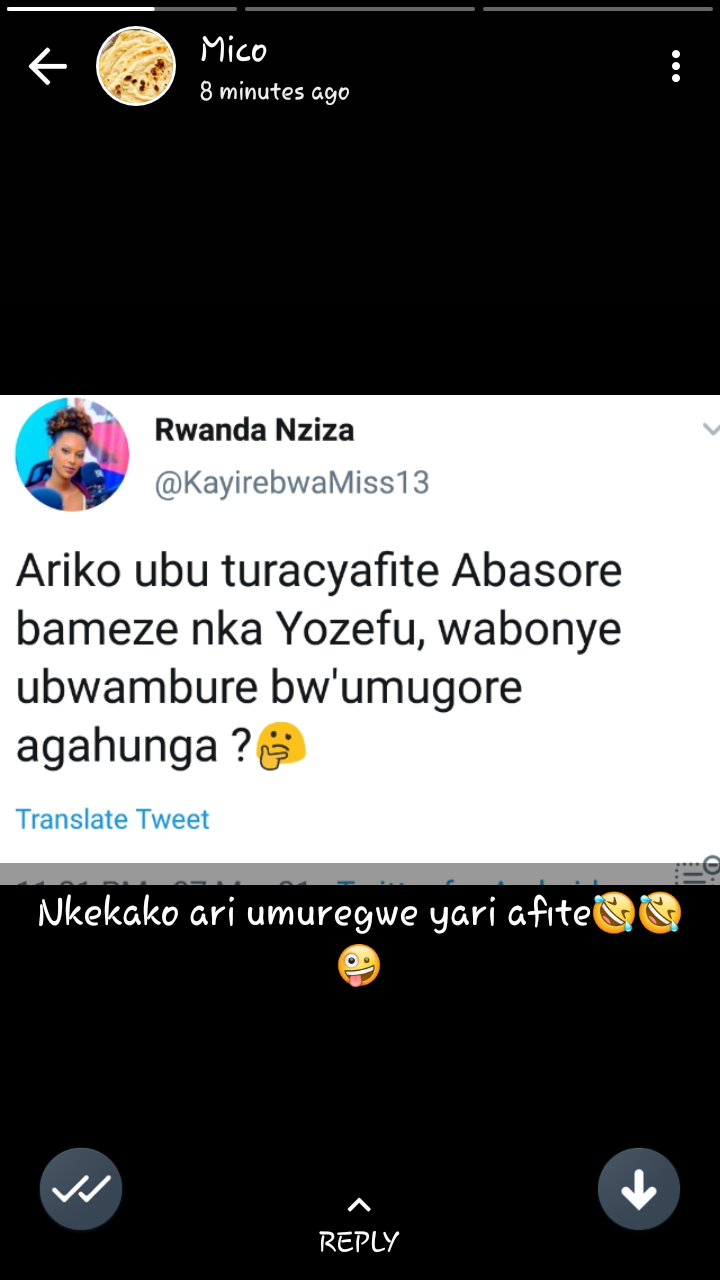 Mico
8 minutes ago
Rwanda Nziza
@KayirebwaMiss13
Ariko ubu turacyafite Abasore
bameze nka Yozefu, wabonye
ubwambure bw'umugore
agahunga ?🤔
Translate Tweet
Nkekako ari umuregwe yari afite🤣🤣
🤪
REPLY